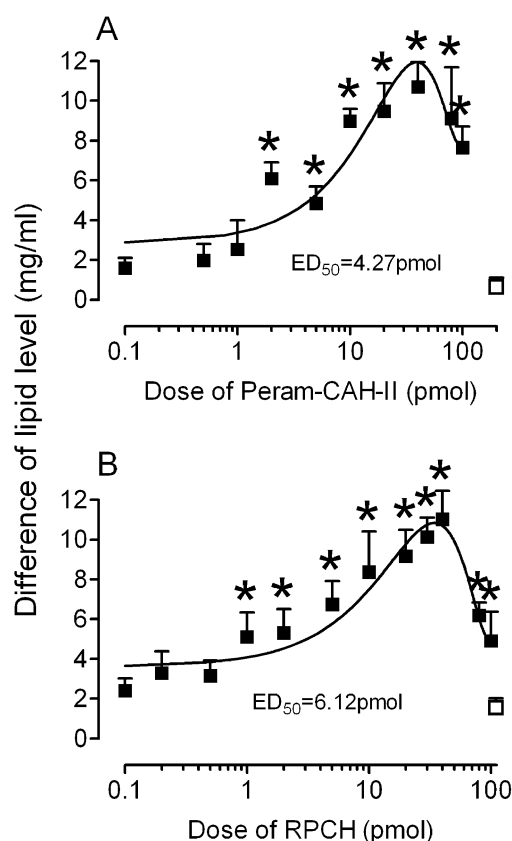 A
12
10
8
6
4
2
0
ED50=4.27pmol
0.1 1 10 100
Dose of Peram-CAH-II (pmol)
Difference of lipid level (mg/ml)
B
12
10
8
6
4
2
0
ED50=6.12pmol
0.1 1 10 100
Dose of RPCH (pmol)